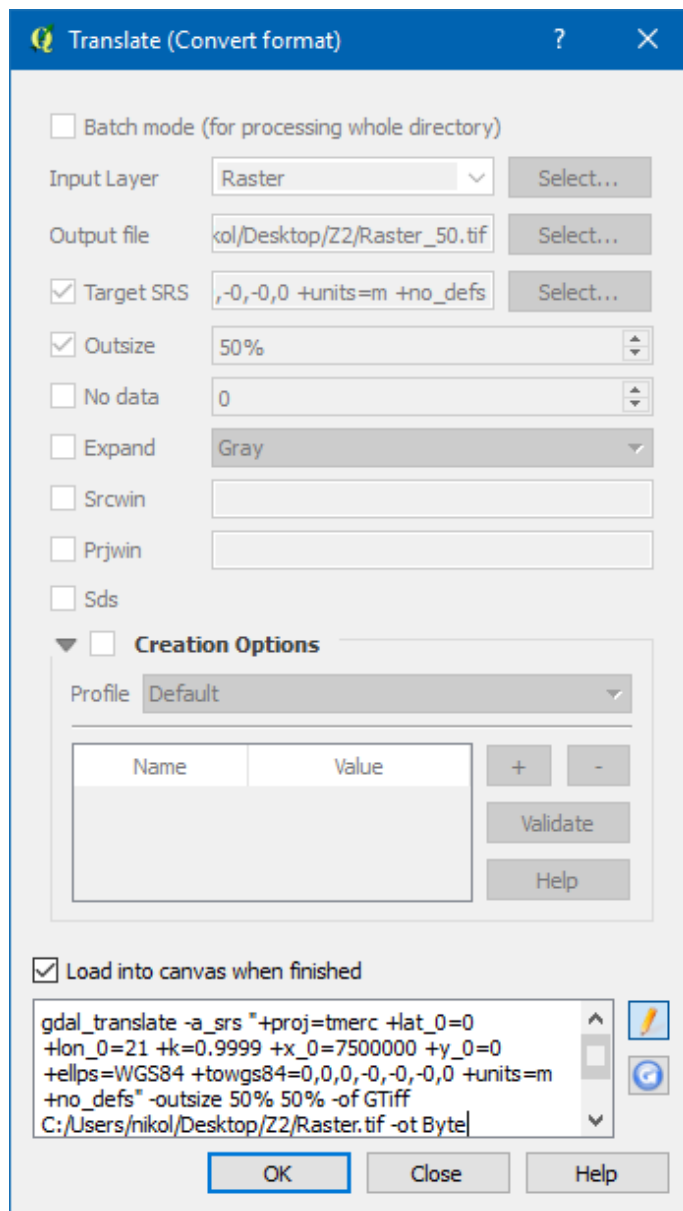 Translate (Convert format)
Batch mode (for processing whole directory)
Input Layer Raster Select...
Output file kol/Desktop/Z2/Raster_50.tif Select...
Target SRS ,-0,-0,0 +units=m +no_defs Select...
Outsize 50%
No data 0
Expand Gray
Srcwin
Prjwin
Sds
Creation Options
Profile Default
Name Value + -
Validate
Help
Load into canvas when finished
gdal_translate -a_srs "+proj=tmerc +lat_0=0
+lon_0=21 +k=0.9999 +x_0=7500000 +y_0=0
+ellps=WGS84 +towgs84=0,0,0,-0,-0,-0,0 +units=m
+no_defs" -outsize 50% 50% -of GTiff
C:/Users/nikol/Desktop/Z2/Raster.tif -ot Byte
OK Close Help